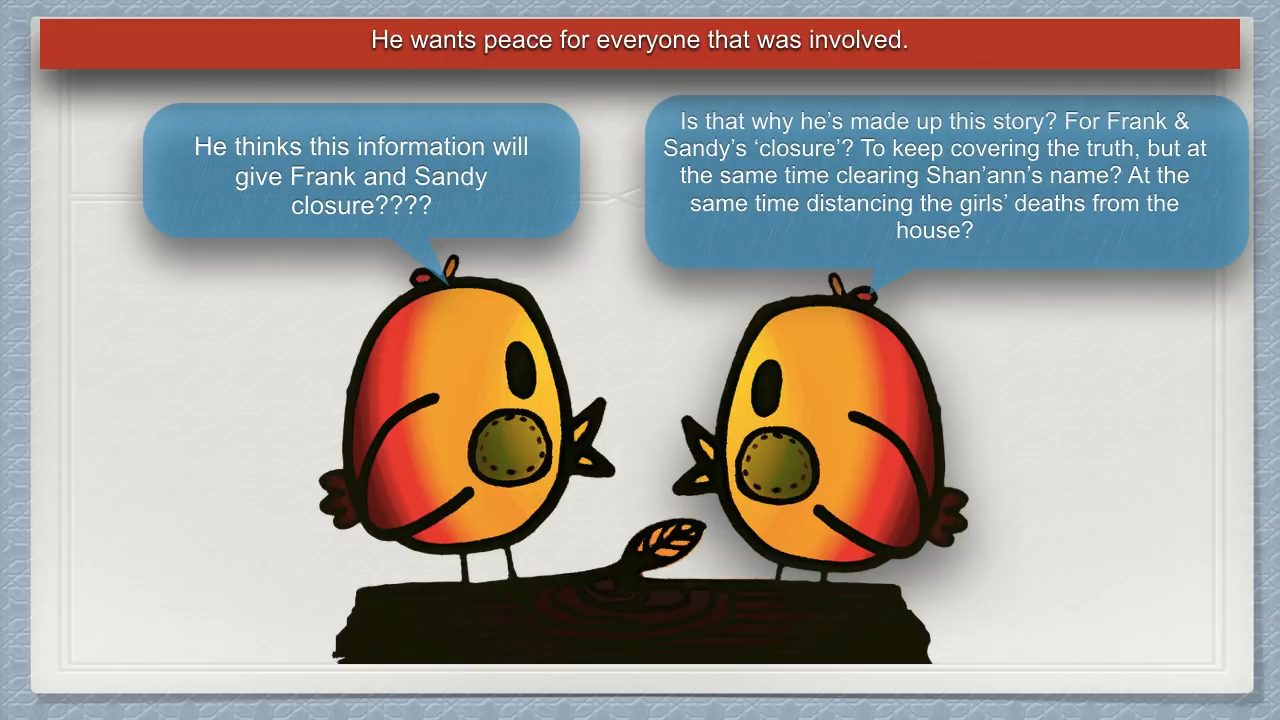 He wants peace for everyone that was involved.
He thinks this information will
give Frank and Sandy
closure????
Is that why he’s made up this story? For Frank &
Sandy’s ‘closure’? To keep covering the truth, but at
the same time clearing Shan’ann’s name? At the
same time distancing the girls’ deaths from the
house?